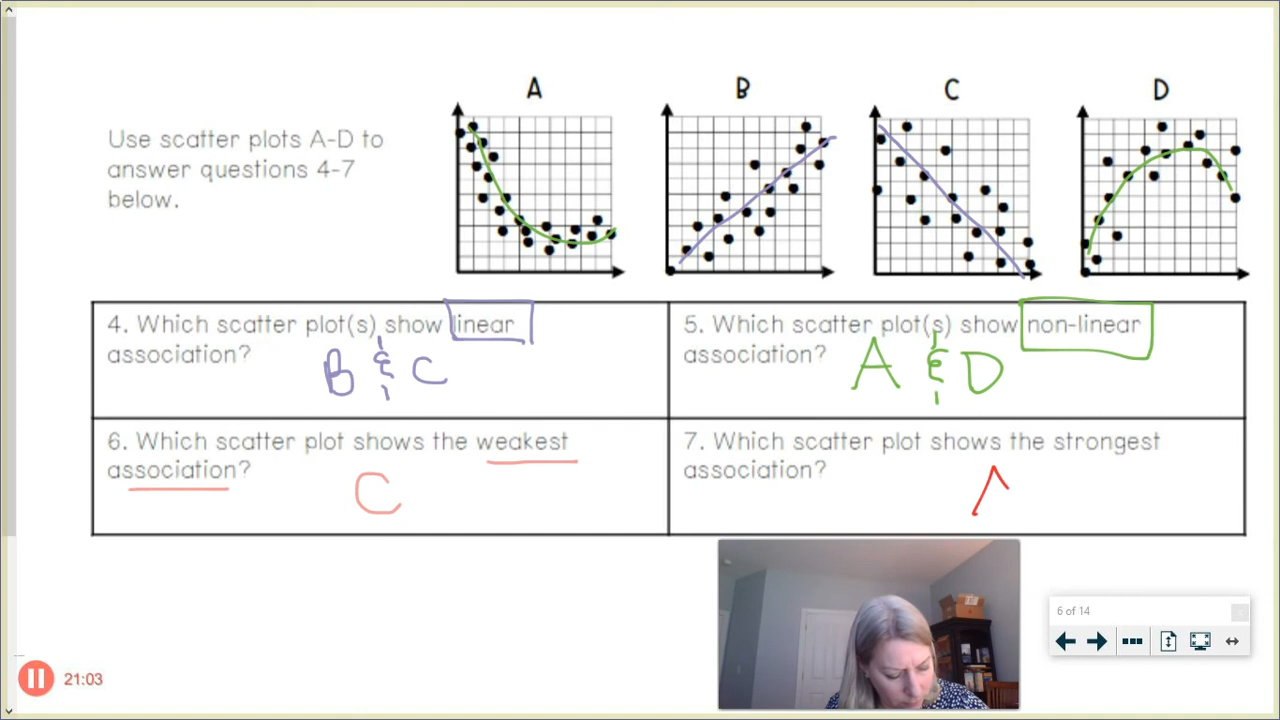 A B C D
Use scatter plots A-D to
answer questions 4-7
below.
4. Which scatter plot(s) show linear
association?
B & C
5. Which scatter plot(s) show non-linear
association?
A & D
6. Which scatter plot shows the weakest
association?
C
7. Which scatter plot shows the strongest
association?
6 of 14
21:03